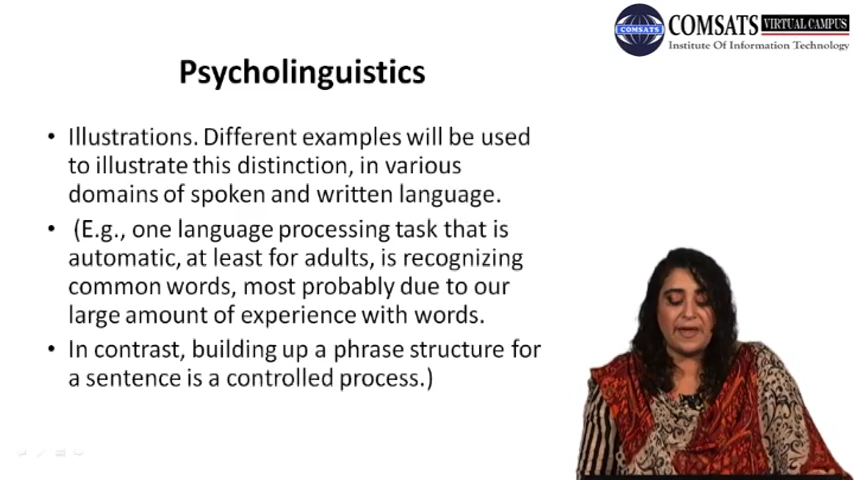 COMSATS VIRTUAL CAMPUS
COMSATS
Institute Of Information Technology
Psycholinguistics
• Illustrations. Different examples will be used
to illustrate this distinction, in various
domains of spoken and written language.
• (E.g., one language processing task that is
automatic, at least for adults, is recognizing
common words, most probably due to our
large amount of experience with words.
• In contrast, building up a phrase structure for
a sentence is a controlled process.)